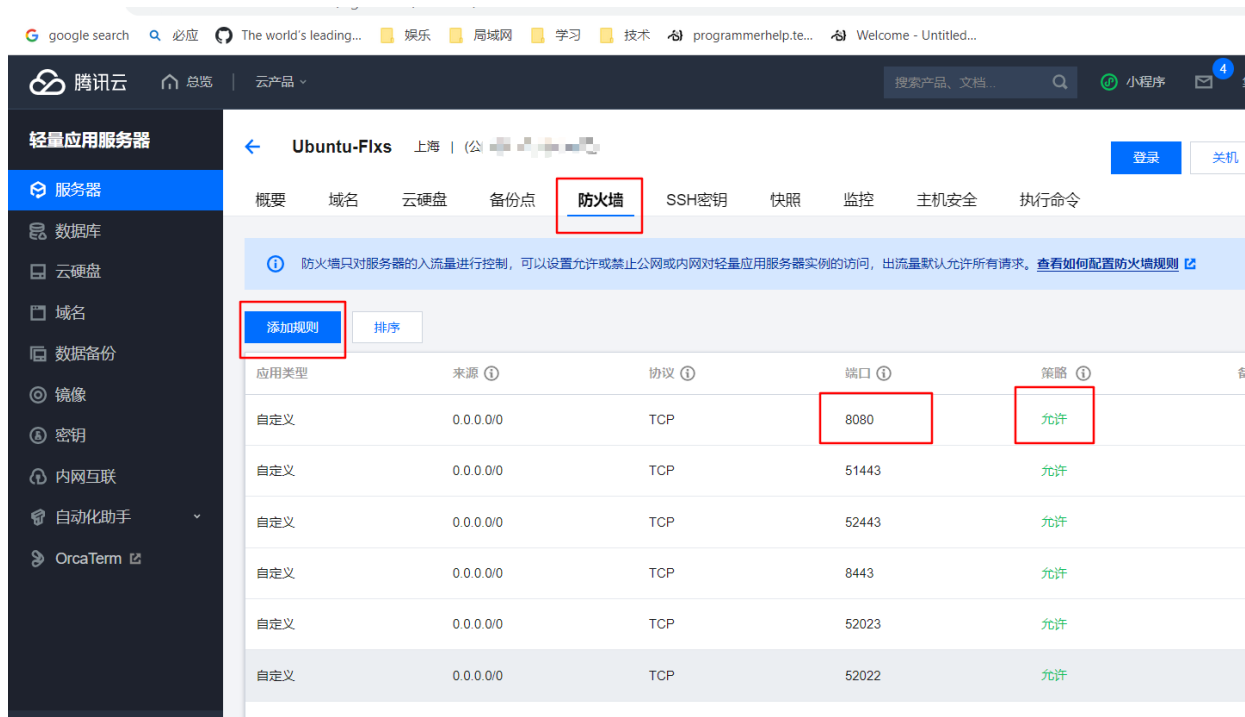 google search 必应 The world's leading... 娱乐 局域网 学习 技术 programmerhelp.te... Welcome - Untitled...
腾讯云 总览 云产品 搜索产品、文档... 小程序 4
轻量应用服务器
Ubuntu-Flxs 上海 | (公
登录 关机
服务器
概要 域名 云硬盘 备份点 防火墙 SSH密钥 快照 监控 主机安全 执行命令
数据库
云硬盘
域名
数据备份
镜像
密钥
内网互联
自动化助手
OrcaTerm
防火墙只对服务器的入流量进行控制，可以设置允许或禁止公网或内网对轻量应用服务器实例的访问，出流量默认允许所有请求。查看如何配置防火墙规则
添加规则 排序
应用类型 来源 协议 端口 策略
自定义 0.0.0.0/0 TCP 8080 允许
自定义 0.0.0.0/0 TCP 51443 允许
自定义 0.0.0.0/0 TCP 52443 允许
自定义 0.0.0.0/0 TCP 8443 允许
自定义 0.0.0.0/0 TCP 52023 允许
自定义 0.0.0.0/0 TCP 52022 允许